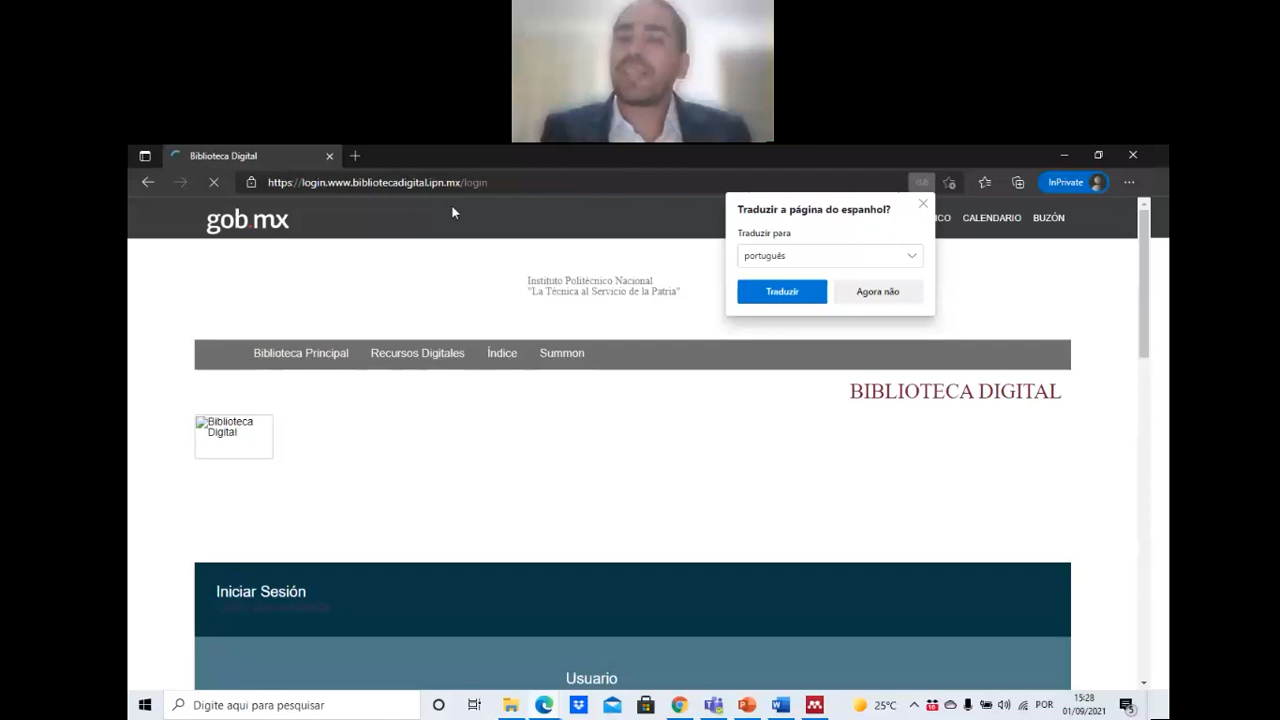 Biblioteca Digital
https://login.www.bibliotecadigital.ipn.mx/login
InPrivate
gob.mx
CALENDARIO
BUZÓN
Traduzir a página do espanhol?
Traduzir para
português
Traduzir
Agora não
Instituto Politécnico Nacional
"La Técnica al Servicio de la Patria"
Biblioteca Principal Recursos Digitales Índice Summon
BIBLIOTECA DIGITAL
Biblioteca
Digital
Iniciar Sesión
Usuario
Digite aqui para pesquisar
25°C
POR
15:28
01/09/2021